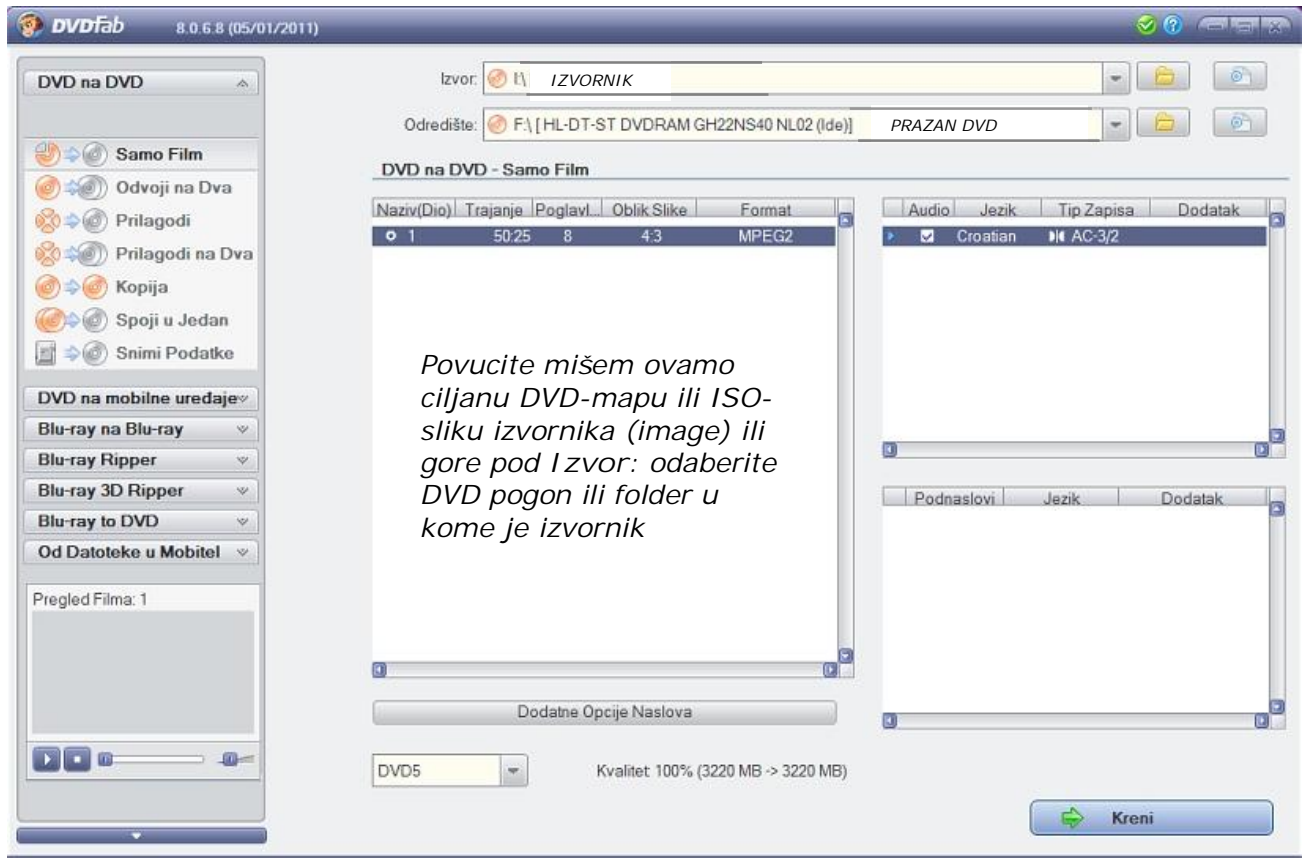 DVDfab 8.0.6.8 (05/01/2011)
DVD na DVD
Samo Film
Odvoji na Dva
Prilagodi
Prilagodi na Dva
Kopija
Spoji u Jedan
Snimi Podatke
DVD na mobilne uređaje
Blu-ray na Blu-ray
Blu-ray Ripper
Blu-ray 3D Ripper
Blu-ray to DVD
Od Datoteke u Mobitel
Pregled Filma: 1
Izvor: I:\ IZVORNIK
Odredište: F:\ [ HL-DT-ST DVDRAM GH22NS40 NL02 (Ide)] PRAZAN DVD
DVD na DVD - Samo Film
Naziv(Dio) Trajanje Poglavl... Oblik Slike Format
1 50:25 8 4:3 MPEG2
Povucite mišem ovamo
ciljanu DVD-mapu ili ISO-
sliku izvornika (image) ili
gore pod Izvor: odaberite
DVD pogon ili folder u
kome je izvornik
Dodatne Opcije Naslova
DVD5 Kvalitet: 100% (3220 MB -> 3220 MB)
Audio Jezik Tip Zapisa Dodatak
Croatian AC-3/2
Podnaslovi Jezik Dodatak
Kreni